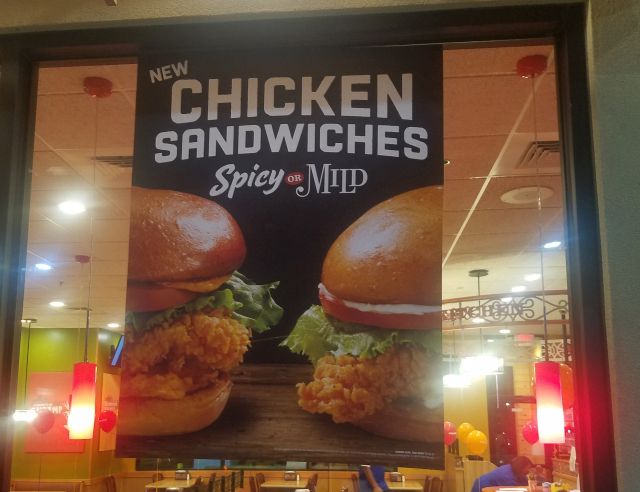 NEW
CHICKEN
SANDWICHES
Spicy OR MILD